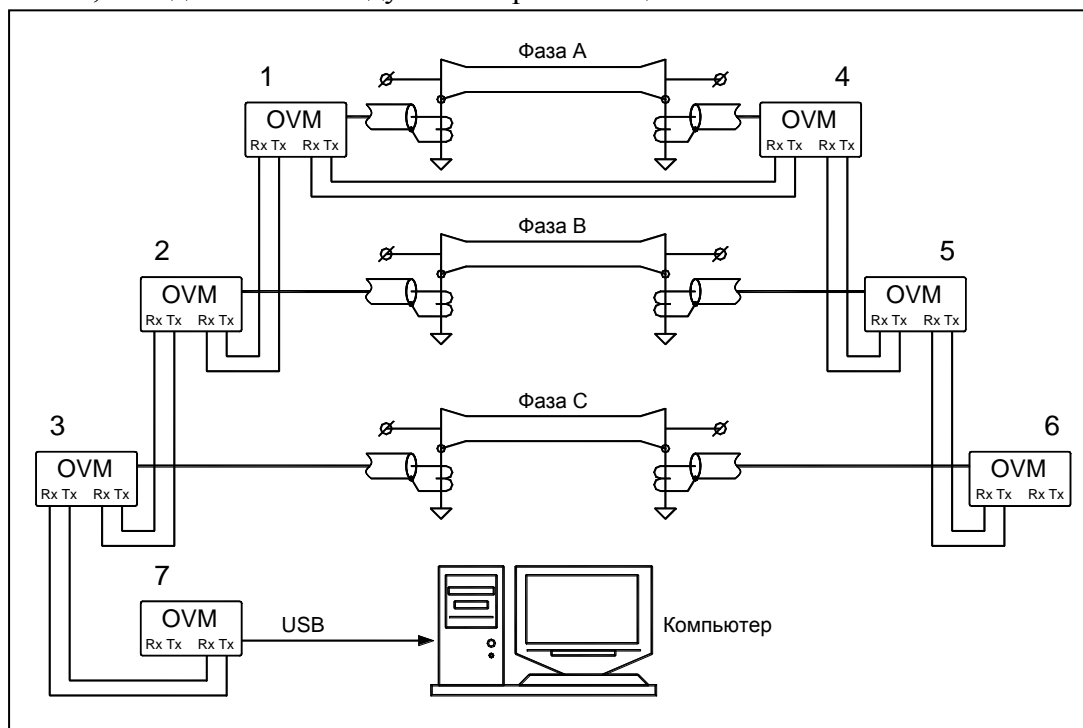 Фаза А
1
4
OVM
OVM
Rx Tx Rx Tx
Rx Tx Rx Tx
Фаза В
2
5
OVM
OVM
Rx Tx Rx Tx
Rx Tx Rx Tx
Фаза С
3
6
OVM
OVM
Rx Tx Rx Tx
Rx Tx Rx Tx
7
OVM
Rx Tx Rx Tx
USB
Компьютер